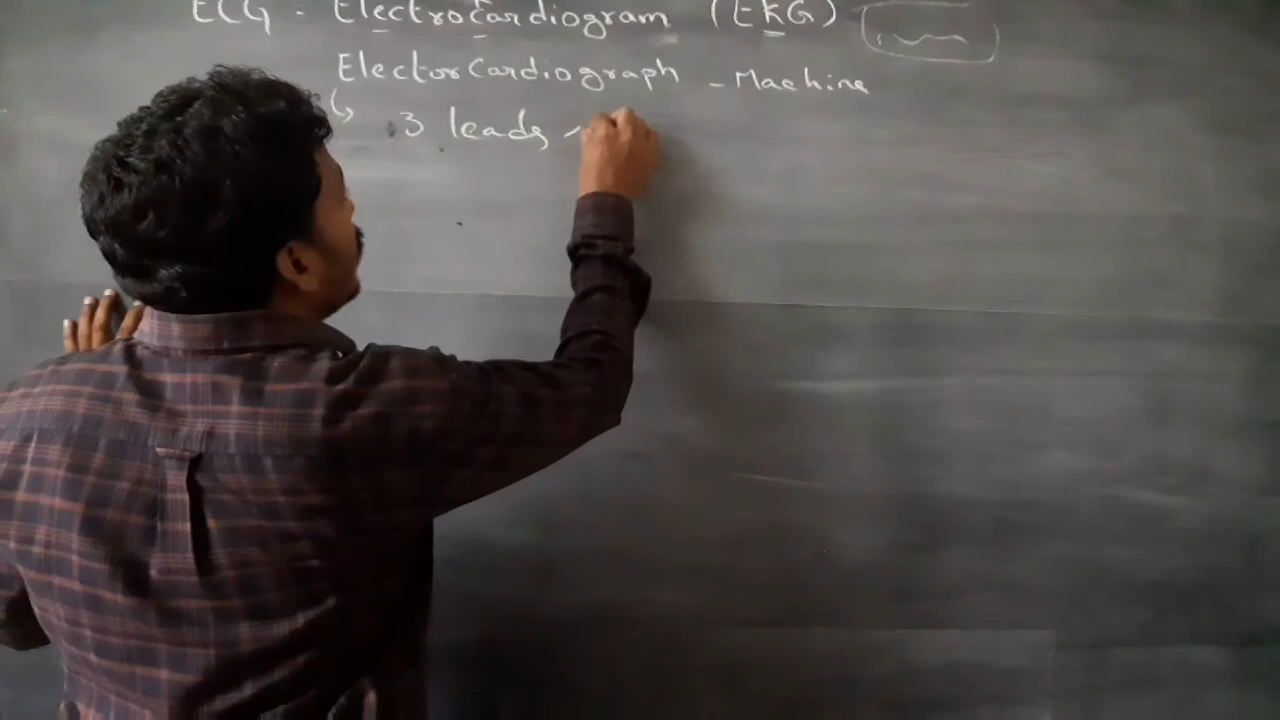 ECG - Electrocardiogram (EKG)
ElectorCardiograph - Machine
↳ 3 leads